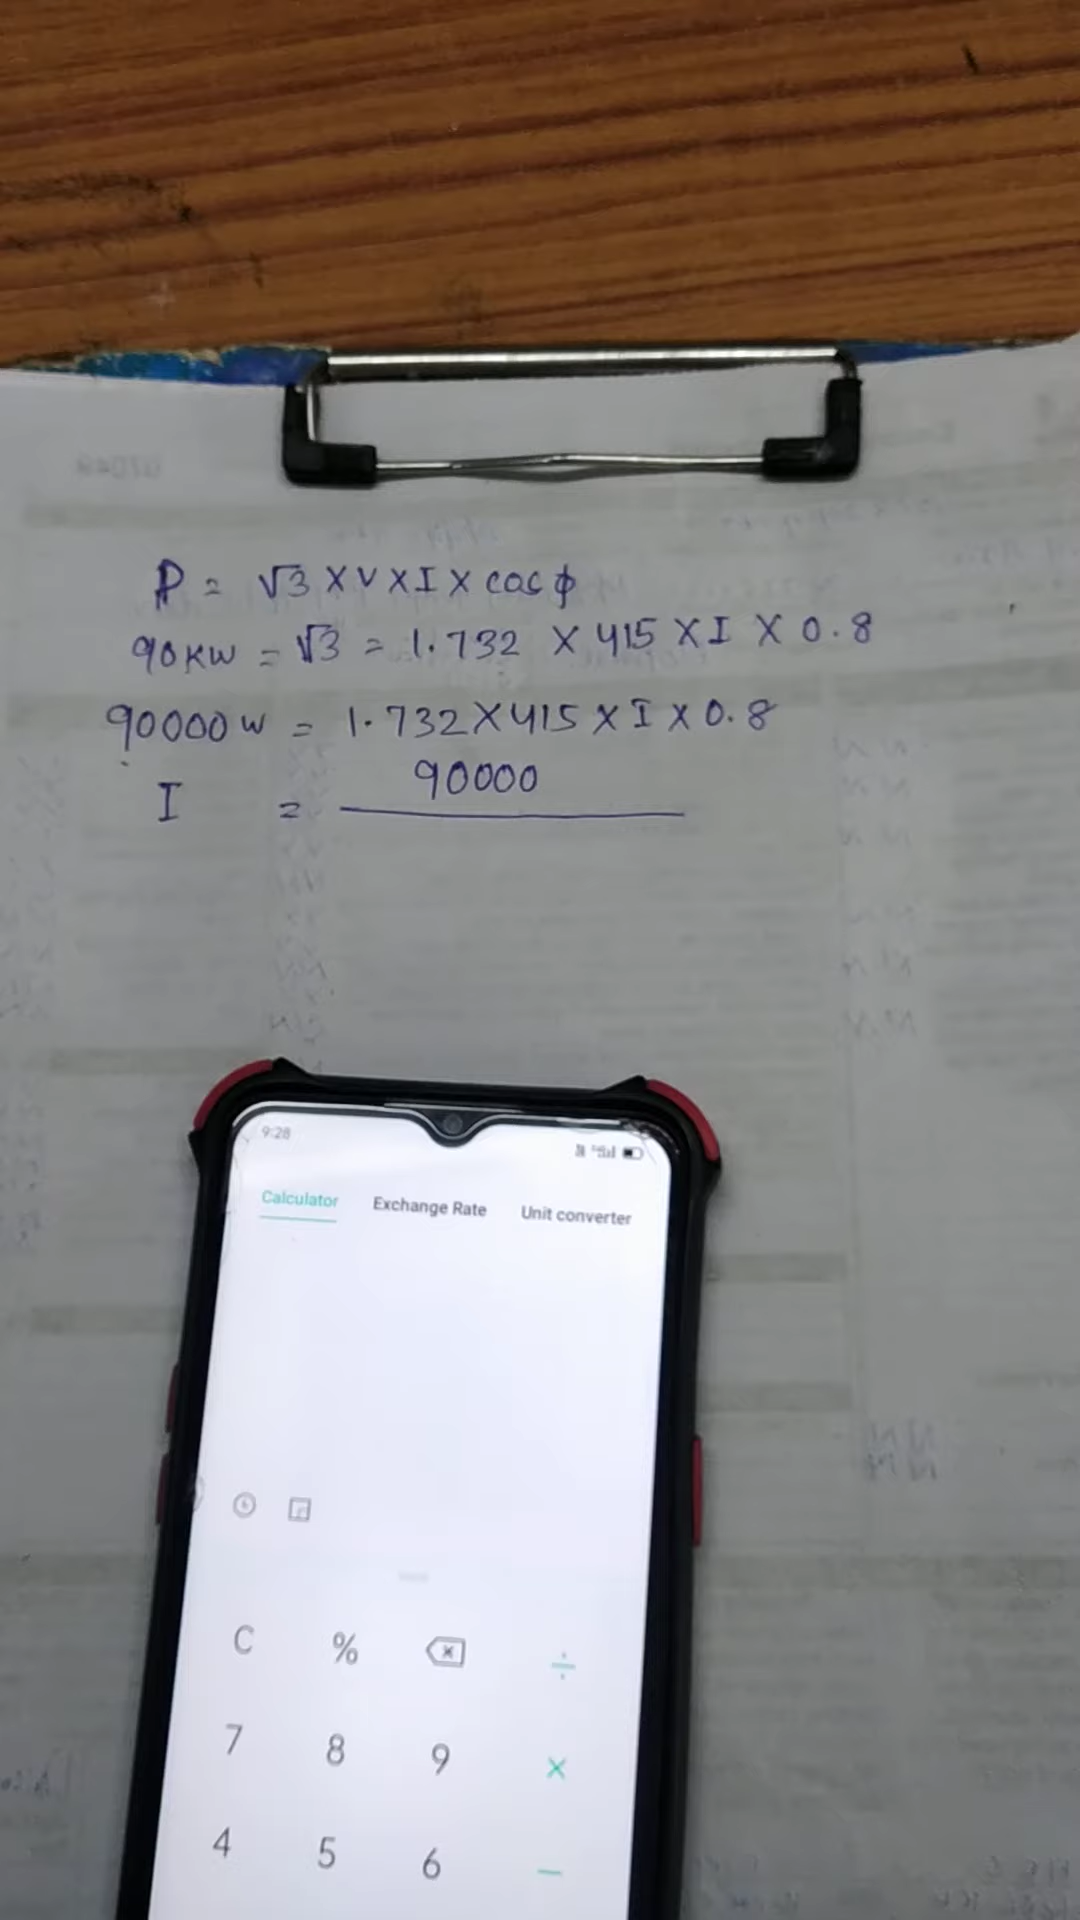 P = √3 X V X I X cos ϕ
90KW = √3 = 1.732 X 415 X I X 0.8
90000 W = 1.732 X 415 X I X 0.8
I = 90000
9:28
Calculator Exchange Rate Unit converter
C % ÷
7 8 9 ×
4 5 6 −